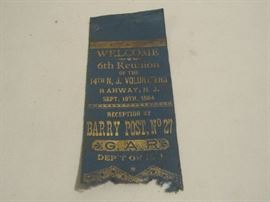 WELCOME
6th Reunion
OF THE
14TH N. J. VOLUNTEERS
RAHWAY, N. J.
SEPT. 19TH, 1884
RECEPTION BY
BARRY POST, No 27
G.A.R.
DEP'T OF N. J.